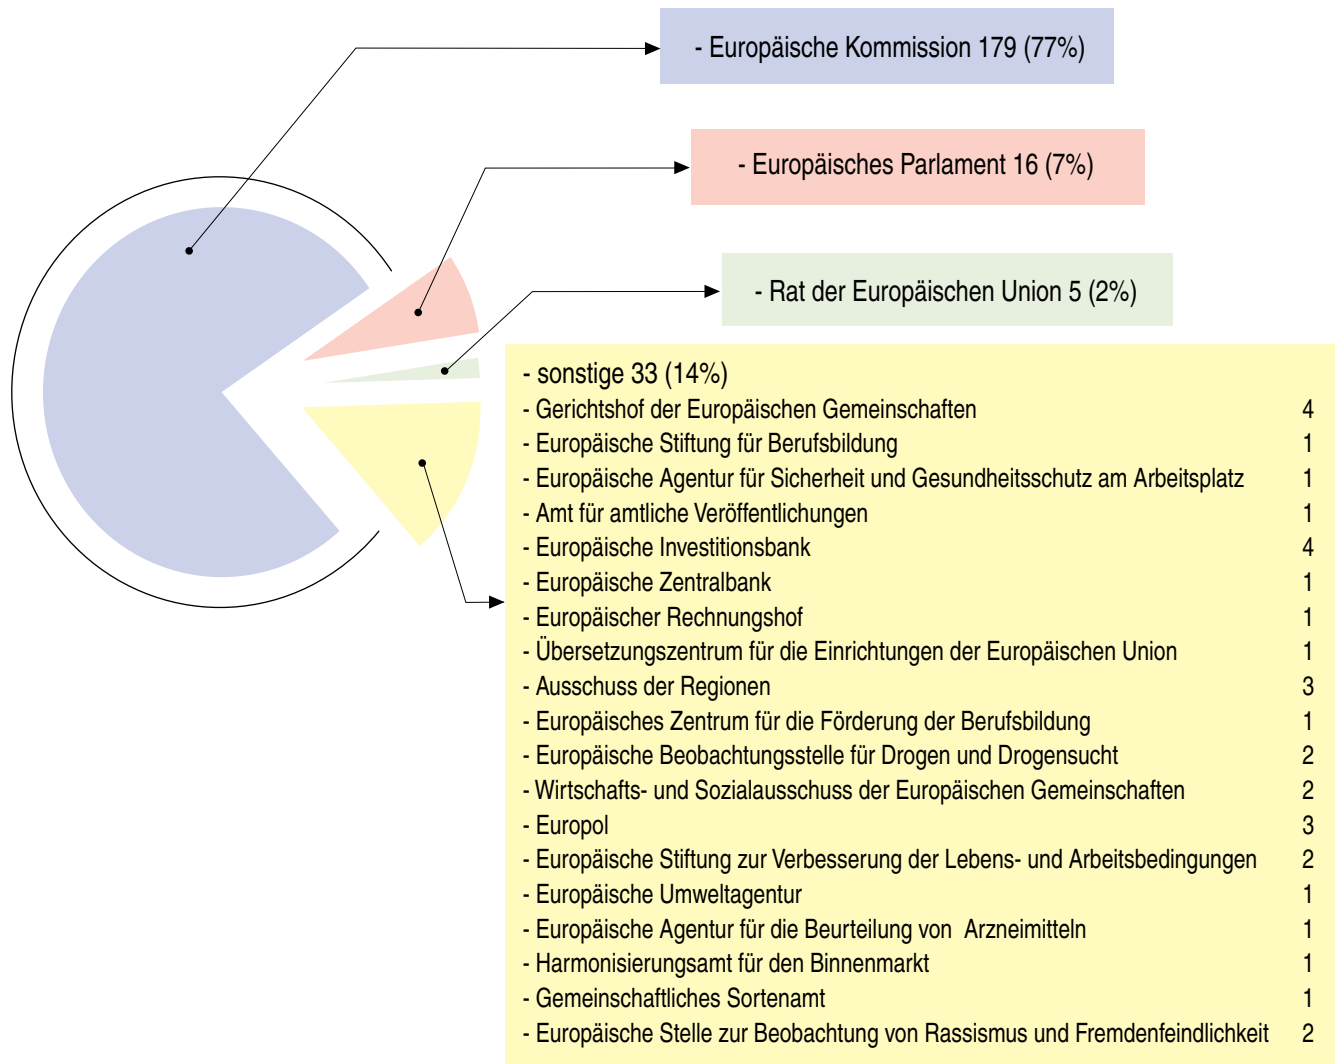 - Europäische Kommission 179 (77%)
- Europäisches Parlament 16 (7%)
- Rat der Europäischen Union 5 (2%)
- sonstige 33 (14%)
- Gerichtshof der Europäischen Gemeinschaften 4
- Europäische Stiftung für Berufsbildung 1
- Europäische Agentur für Sicherheit und Gesundheitsschutz am Arbeitsplatz 1
- Amt für amtliche Veröffentlichungen 1
- Europäische Investitionsbank 4
- Europäische Zentralbank 1
- Europäischer Rechnungshof 1
- Übersetzungszentrum für die Einrichtungen der Europäischen Union 1
- Ausschuss der Regionen 3
- Europäisches Zentrum für die Förderung der Berufsbildung 1
- Europäische Beobachtungsstelle für Drogen und Drogensucht 2
- Wirtschafts- und Sozialausschuss der Europäischen Gemeinschaften 2
- Europol 3
- Europäische Stiftung zur Verbesserung der Lebens- und Arbeitsbedingungen 2
- Europäische Umweltagentur 1
- Europäische Agentur für die Beurteilung von Arzneimitteln 1
- Harmonisierungsamt für den Binnenmarkt 1
- Gemeinschaftliches Sortenamt 1
- Europäische Stelle zur Beobachtung von Rassismus und Fremdenfeindlichkeit 2